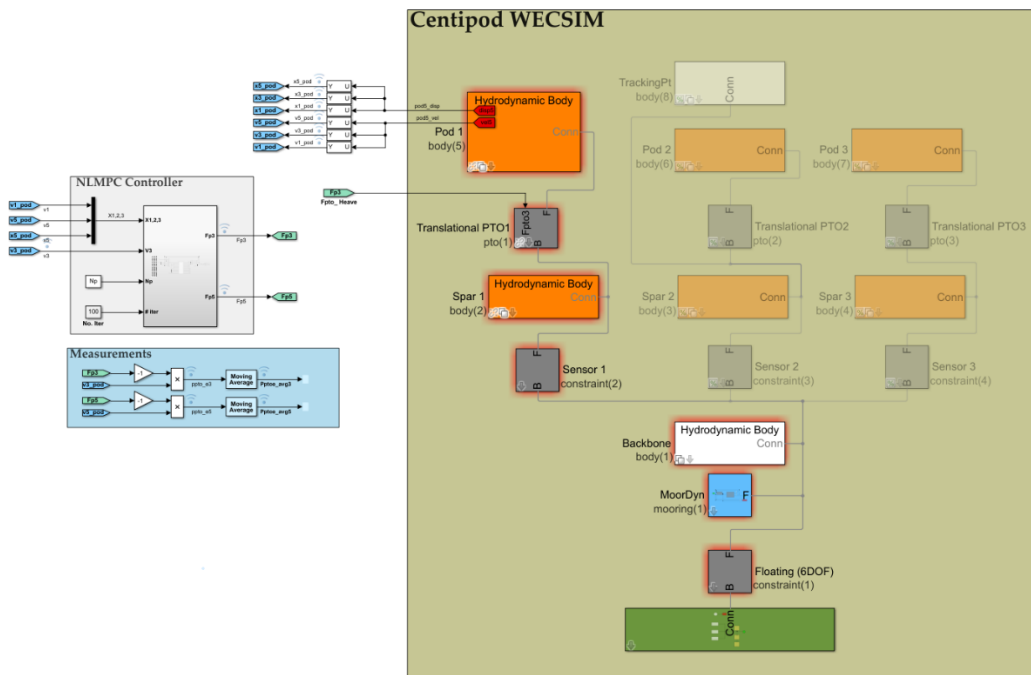 Centipod WECSIM
x5_pod
x5_pod
Y
U
x3_pod
x3_pod
Y
U
x1_pod
x1_pod
Y
U
v5_pod
v5_pod
Y
U
v3_pod
v3_pod
Y
U
v1_pod
v1_pod
Y
U
pod5_disp
pod5_vel
Hydrodynamic Body
Conn
Pod 1
body(5)
TrackingPt
body(8)
Conn
Pod 2
body(6)
Conn
Pod 3
body(7)
Conn
NLMPC Controller
v1_pod
v1
v5_pod
v5
x5_pod
v3_pod
v3
X1,2,3
X1,2,3
V3
Np
Np
100
No. Iter
# iter
Fp3
Fp3
Fp3
Fp5
Fp5
Fp5
Fp3
Fpto_ Heave
Translational PTO1
pto(1)
Fpto3
F
B
Translational PTO2
pto(2)
F
B
Translational PTO3
pto(3)
F
B
Hydrodynamic Body
Conn
Spar 1
body(2)
Spar 2
body(3)
Conn
Spar 3
body(4)
Conn
Measurements
Fp3
-1
v3_pod
×
ppto_e3
Moving
Average
Pptoe_avg3
Fp5
-1
v5_pod
×
Moving
Average
Pptoe_avg5
F
B
Sensor 1
constraint(2)
F
B
Sensor 2
constraint(3)
F
B
Sensor 3
constraint(4)
Hydrodynamic Body
Conn
Backbone
body(1)
MoorDyn
mooring(1)
F
F
B
Floating (6DOF)
constraint(1)
Conn